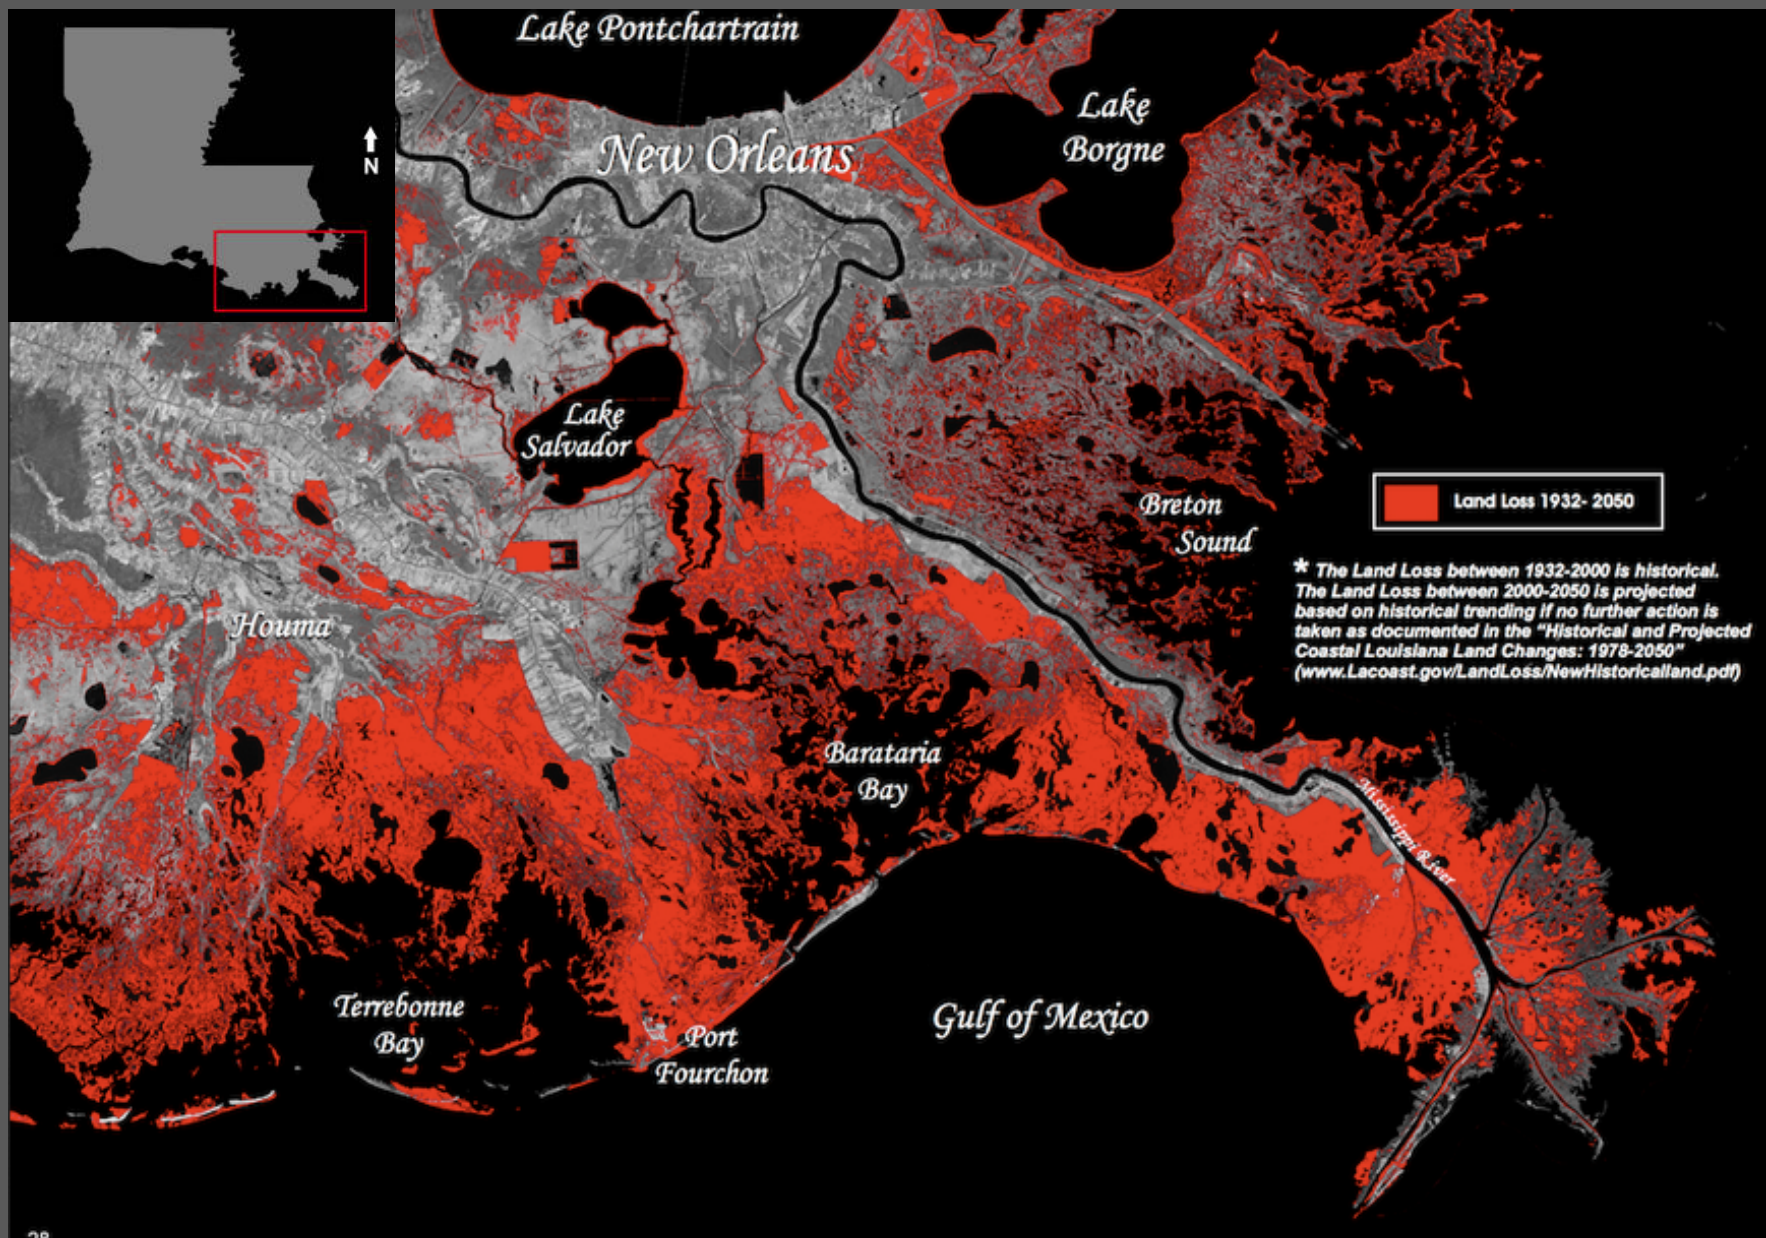 Lake Pontchartrain
N
Lake
Borgne
New Orleans
Lake
Salvador
Breton
Sound
Land Loss 1932- 2050
* The Land Loss between 1932-2000 is historical.
The Land Loss between 2000-2050 is projected
based on historical trending if no further action is
taken as documented in the "Historical and Projected
Coastal Louisiana Land Changes: 1978-2050"
(www.Lacoast.gov/LandLoss/NewHistoricalland.pdf)
Houma
Barataria
Bay
Mississippi River
Terrebonne
Bay
Port
Fourchon
Gulf of Mexico